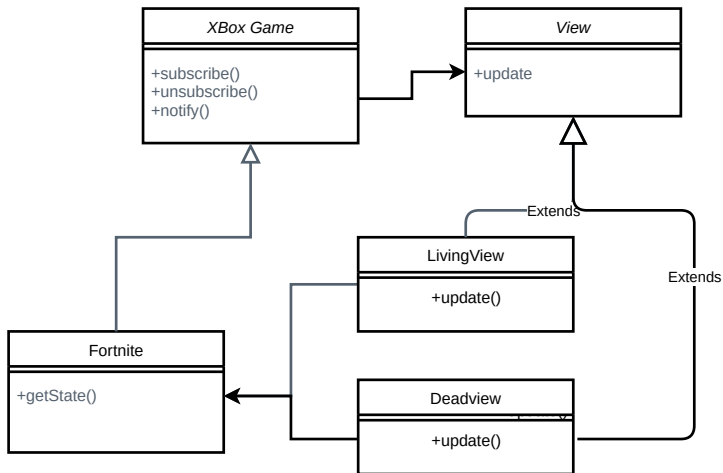 XBox Game
+subscribe()
+unsubscribe()
+notify()
View
+update
Extends
LivingView
+update()
Extends
Fortnite
+getState()
Deadview
+update()